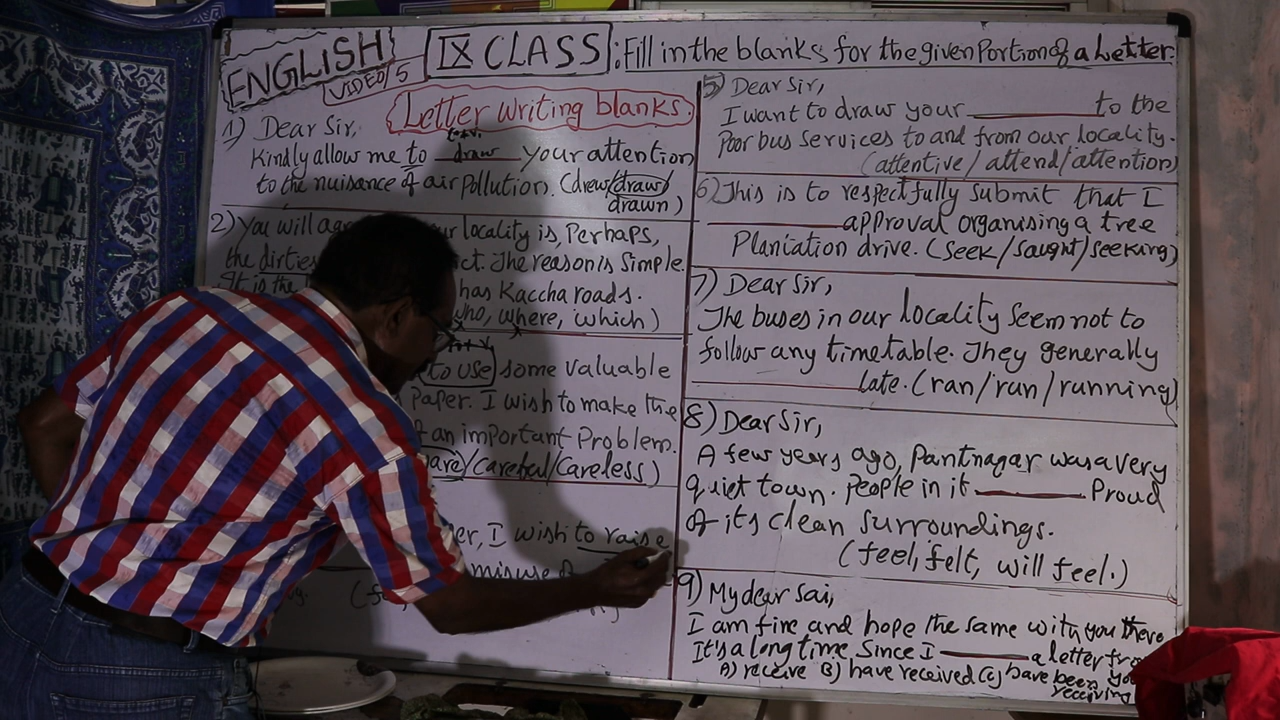 ENGLISH
VIDEO/5
IX CLASS: Fill in the blanks for the given Portion of a Letter.
Letter writing blanks.
1) Dear Sir,
Kindly allow me to draw your attention
to the nuisance of air pollution. (drew/draw/
drawn)
2) You will locality is, Perhaps,
the The reason is Simple.
It is the has Kaccha roads.
who, where, which)
to use some valuable
Paper. I wish to make the
an important Problem.
/Careful/Careless)
I wish to raise
misuse
5) Dear Sir,
I want to draw your ______ to the
Poor bus services to and from our locality.
(attentive / attend/attention)
6) This is to respectfully submit that I
______ approval organising a tree
Plantation drive. (Seek/Saught/seeking)
7) Dear Sir,
The buses in our locality Seem not to
follow any timetable. They generally
______ late. (ran/run/running)
8) Dear Sir,
A few years ago, Pantnagar was a very
quiet town. People in it ______ Proud
of its clean surroundings.
(feel, felt, will feel.)
9) My dear Sai,
I am fine and hope the same with you there
It's a long time Since I ______ a letter
A) receive B) have received C) have been
receiving